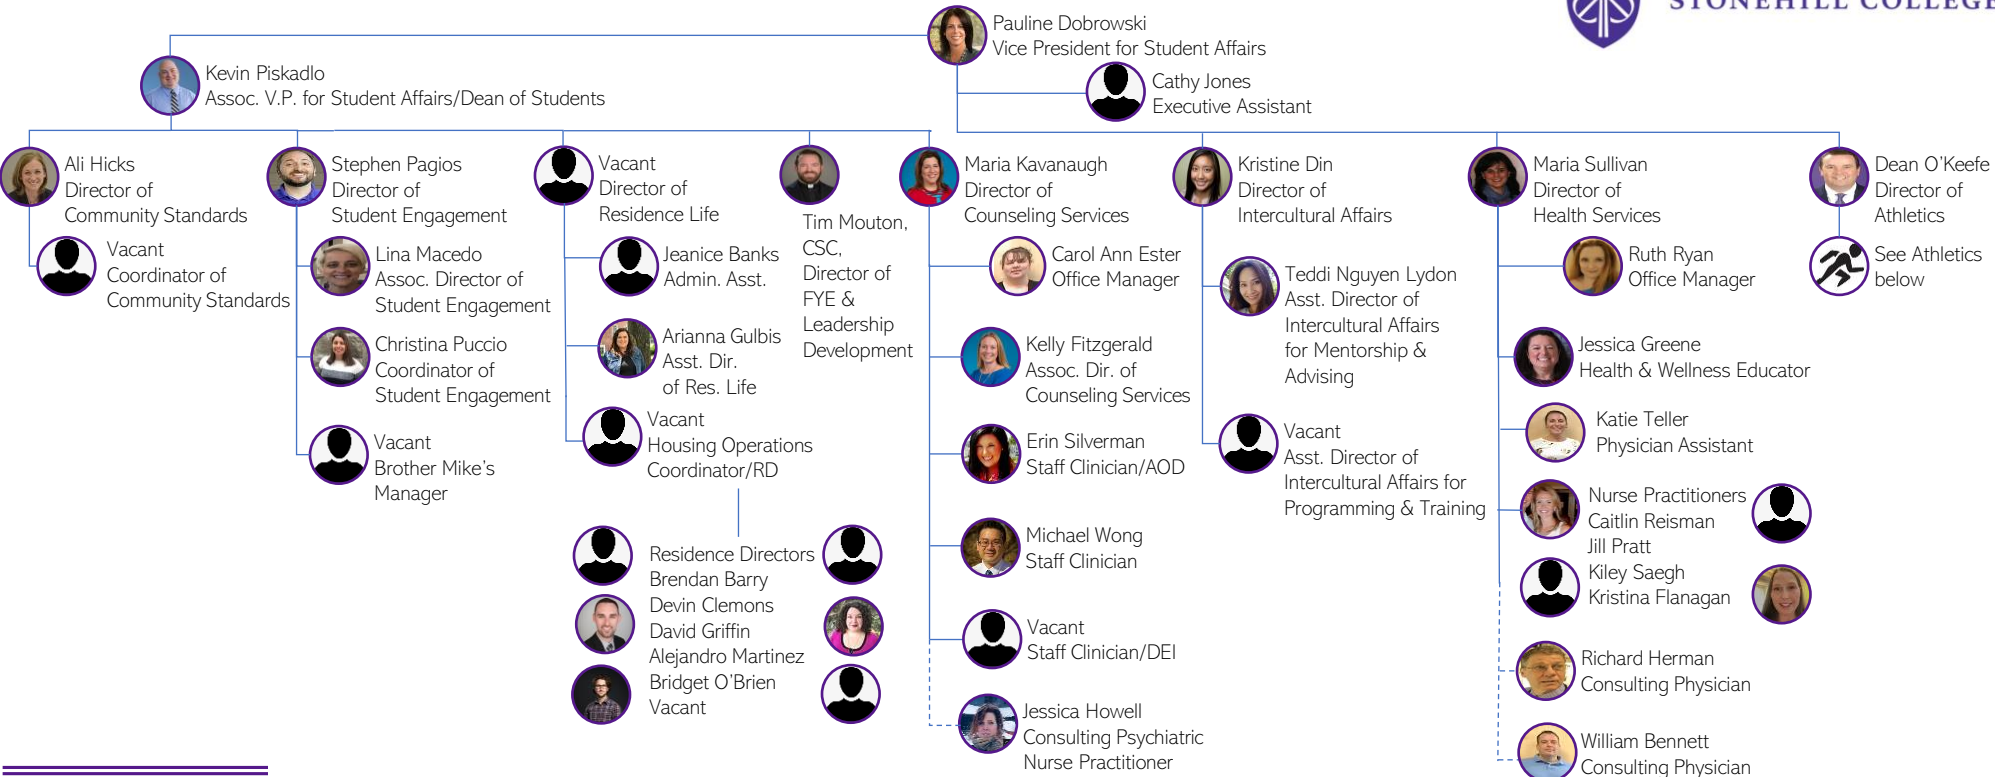 STONEHILL COLLEGE
Pauline Dobrowski
Vice President for Student Affairs
Cathy Jones
Executive Assistant
Kevin Piskadlo
Assoc. V.P. for Student Affairs/Dean of Students
Ali Hicks
Director of
Community Standards
Vacant
Coordinator of
Community Standards
Stephen Pagios
Director of
Student Engagement
Lina Macedo
Assoc. Director of
Student Engagement
Christina Puccio
Coordinator of
Student Engagement
Vacant
Brother Mike's
Manager
Vacant
Director of
Residence Life
Jeanice Banks
Admin. Asst.
Arianna Gulbis
Asst. Dir.
of Res. Life
Vacant
Housing Operations
Coordinator/RD
Residence Directors
Brendan Barry
Devin Clemons
David Griffin
Alejandro Martinez
Bridget O'Brien
Vacant
Tim Mouton,
CSC,
Director of
FYE &
Leadership
Development
Maria Kavanaugh
Director of
Counseling Services
Carol Ann Ester
Office Manager
Kelly Fitzgerald
Assoc. Dir. of
Counseling Services
Erin Silverman
Staff Clinician/AOD
Michael Wong
Staff Clinician
Vacant
Staff Clinician/DEI
Jessica Howell
Consulting Psychiatric
Nurse Practitioner
Kristine Din
Director of
Intercultural Affairs
Teddi Nguyen Lydon
Asst. Director of
Intercultural Affairs
for Mentorship &
Advising
Vacant
Asst. Director of
Intercultural Affairs for
Programming & Training
Maria Sullivan
Director of
Health Services
Ruth Ryan
Office Manager
Jessica Greene
Health & Wellness Educator
Katie Teller
Physician Assistant
Nurse Practitioners
Caitlin Reisman
Jill Pratt
Kiley Saegh
Kristina Flanagan
Richard Herman
Consulting Physician
William Bennett
Consulting Physician
Dean O'Keefe
Director of
Athletics
See Athletics
below